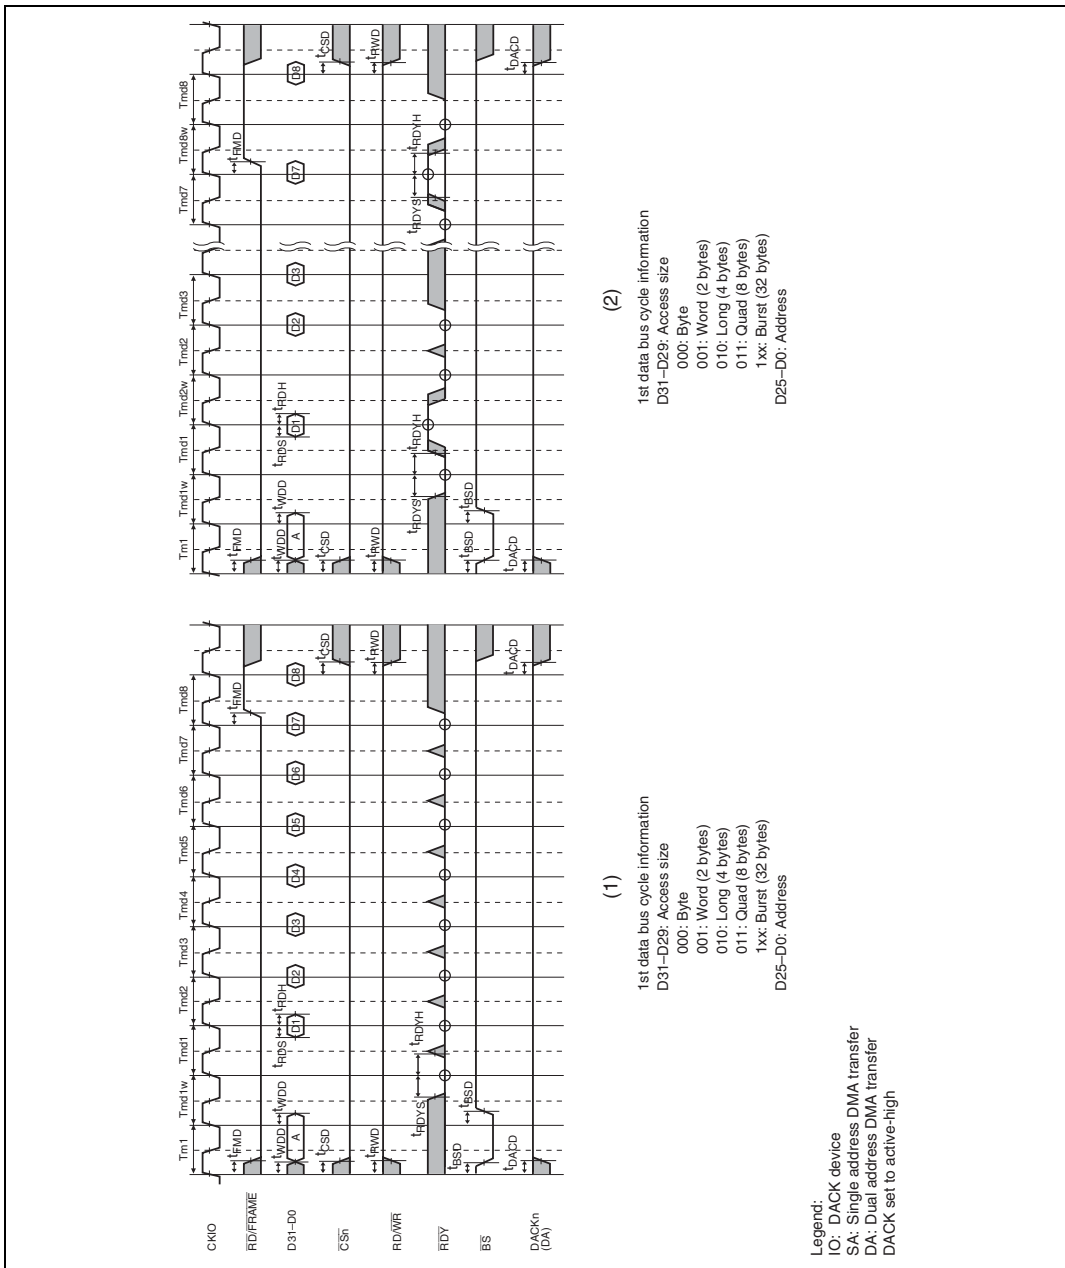 Tm1 Tmd1w Tmd1 Tmd2 Tmd3 Tmd4 Tmd5 Tmd6 Tmd7 Tmd8
CKIO
tFMD tFMD
RD/FRAME
tWDD tWDD tRDS tRDH
D31–D0 A D1 D2 D3 D4 D5 D6 D7 D8
tCSD tCSD
CSn
tRWD tRWD
RD/WR
tRDYS tRDYH
RDY
tBSD tBSD
BS
tDACD tDACD
DACKn
(DA)
(1)
1st data bus cycle information
D31–D29: Access size
000: Byte
001: Word (2 bytes)
010: Long (4 bytes)
011: Quad (8 bytes)
1xx: Burst (32 bytes)
D25–D0: Address
Tm1 Tmd1w Tmd1 Tmd2w Tmd2 Tmd3 Tmd7 Tmd8w Tmd8
tFMD tFMD
tWDD tWDD tRDS tRDH
A D1 D2 D3 D7 D8
tCSD tCSD
tRWD tRWD
tRDYS tRDYH tRDYS tRDYH
tBSD tBSD
tDACD tDACD
(2)
1st data bus cycle information
D31–D29: Access size
000: Byte
001: Word (2 bytes)
010: Long (4 bytes)
011: Quad (8 bytes)
1xx: Burst (32 bytes)
D25–D0: Address
Legend:
IO: DACK device
SA: Single address DMA transfer
DA: Dual address DMA transfer
DACK set to active-high